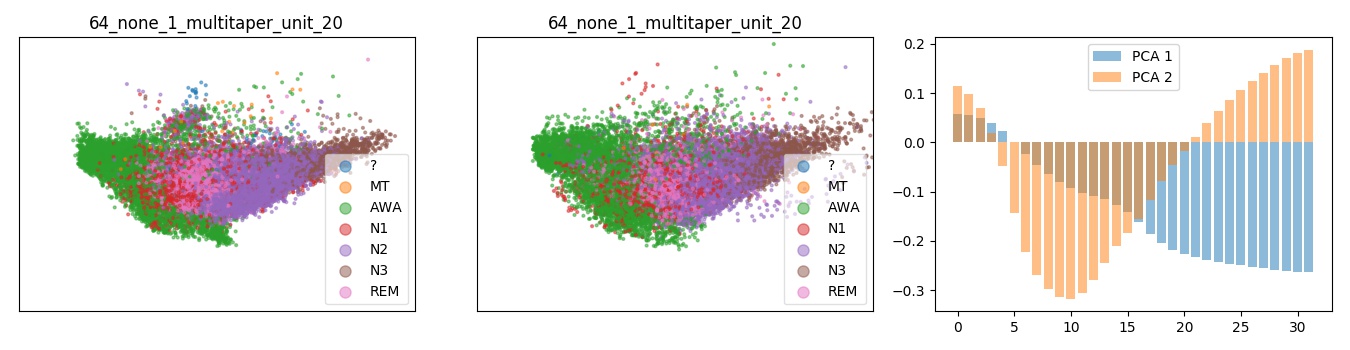 64_none_1_multitaper_unit_20
?
MT
AWA
N1
N2
N3
REM
64_none_1_multitaper_unit_20
?
MT
AWA
N1
N2
N3
REM
PCA 1
PCA 2
0.2
0.1
0.0
−0.1
−0.2
−0.3
0 5 10 15 20 25 30